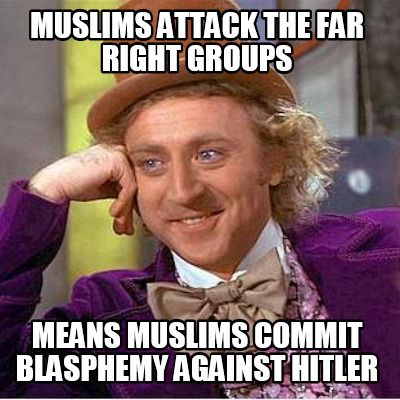 MUSLIMS ATTACK THE FAR
RIGHT GROUPS
MEANS MUSLIMS COMMIT
BLASPHEMY AGAINST HITLER